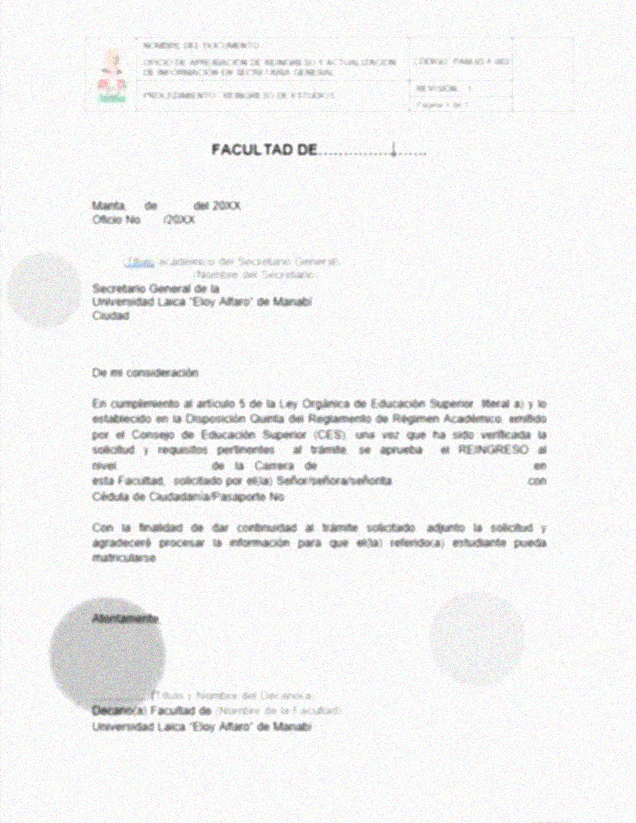 NOMBRE DEL DOCUMENTO:
OFICIO DE APROBACIÓN DE REINGRESO Y ACTUALIZACIÓN
DE INFORMACIÓN EN SECRETARÍA GENERAL
CÓDIGO:
PROCEDIMIENTO: REINGRESO DE ESTUDIOS
REVISIÓN: 1
Página 1 de 1
FACULTAD DE
Manta, de del 20XX
Oficio No. /20XX
(Título académico del Secretario General)
(Nombre del Secretario)
Secretario General de la
Universidad Laica "Eloy Alfaro" de Manabí
Ciudad
De mi consideración
En cumplimiento al artículo 5 de la Ley Orgánica de Educación Superior literal a) y lo
establecido en la Disposición Quinta del Reglamento de Régimen Académico, emitido
por el Consejo de Educación Superior (CES), una vez que ha sido verificada la
solicitud y requisitos pertinentes al trámite, se aprueba el REINGRESO al
nivel de la Carrera de en
esta Facultad, solicitado por el(la) Señor/señora/señorita con
Cédula de Ciudadanía/Pasaporte No
Con la finalidad de dar continuidad al trámite solicitado, adjunto la solicitud y
agradeceré procesar la información para que el(la) referido(a) estudiante pueda
matricularse.
Atentamente,
(Título y Nombre del Decano/a)
Decano(a) Facultad de (Nombre de la Facultad)
Universidad Laica "Eloy Alfaro" de Manabí